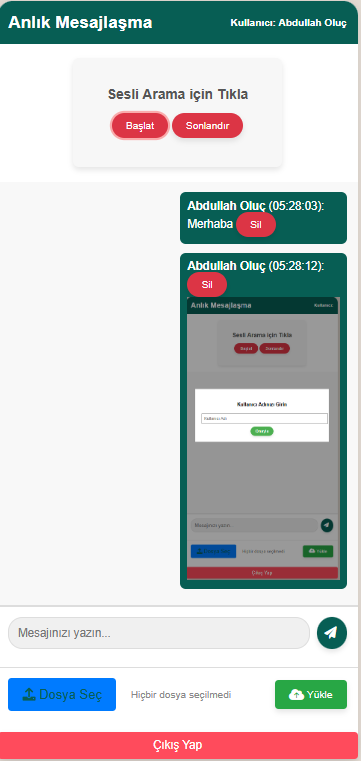 Anlık Mesajlaşma
Kullanıcı: Abdullah Oluç
Sesli Arama için Tıkla
Başlat
Sonlandır
Abdullah Oluç (05:28:03):
Merhaba Sil
Abdullah Oluç (05:28:12):
Sil
Anlık Mesajlaşma
Kullanıcı:
Sesli Arama için Tıkla
Başlat
Sonlandır
Kullanıcı Adınızı Girin
Kullanıcı Adı
Mesajınızı yazın...
Dosya Seç
Hiçbir dosya seçilmedi
Yükle
Çıkış Yap
Mesajınızı yazın...
Dosya Seç
Hiçbir dosya seçilmedi
Yükle
Çıkış Yap